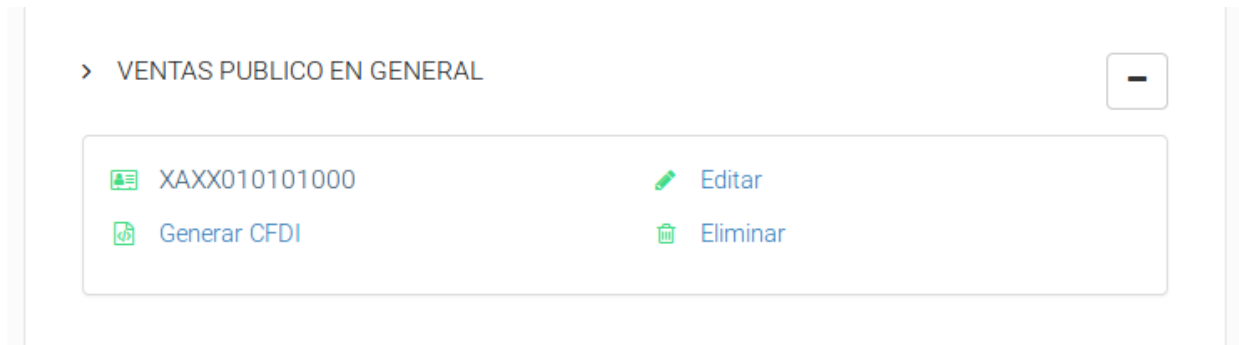 VENTAS PUBLICO EN GENERAL
XAXX010101000
Editar
Generar CFDI
Eliminar